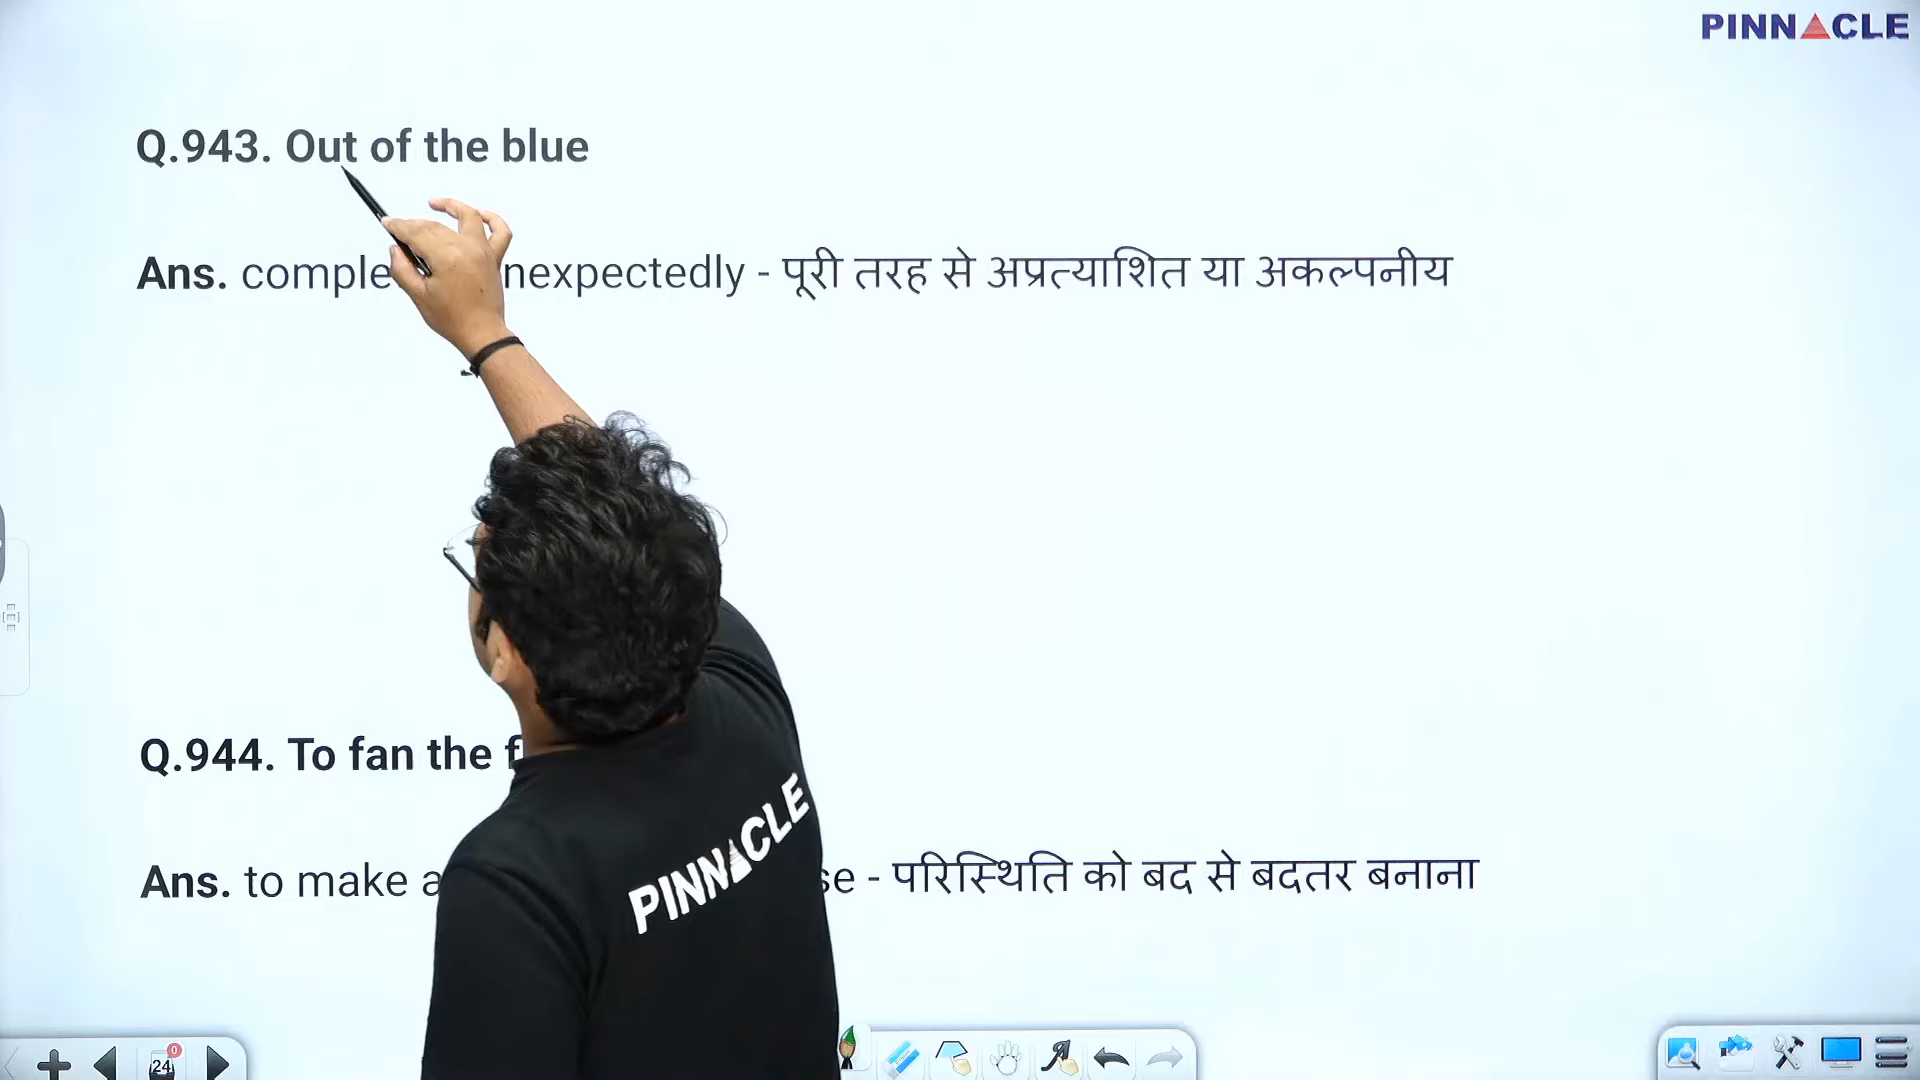 PINNACLE
Q.943. Out of the blue
Ans. comple nexpectedly - पूरी तरह से अप्रत्याशित या अकल्पनीय
Q.944. To fan the f
Ans. to make a se - परिस्थिति को बद से बदतर बनाना
PINNACLE
24
0